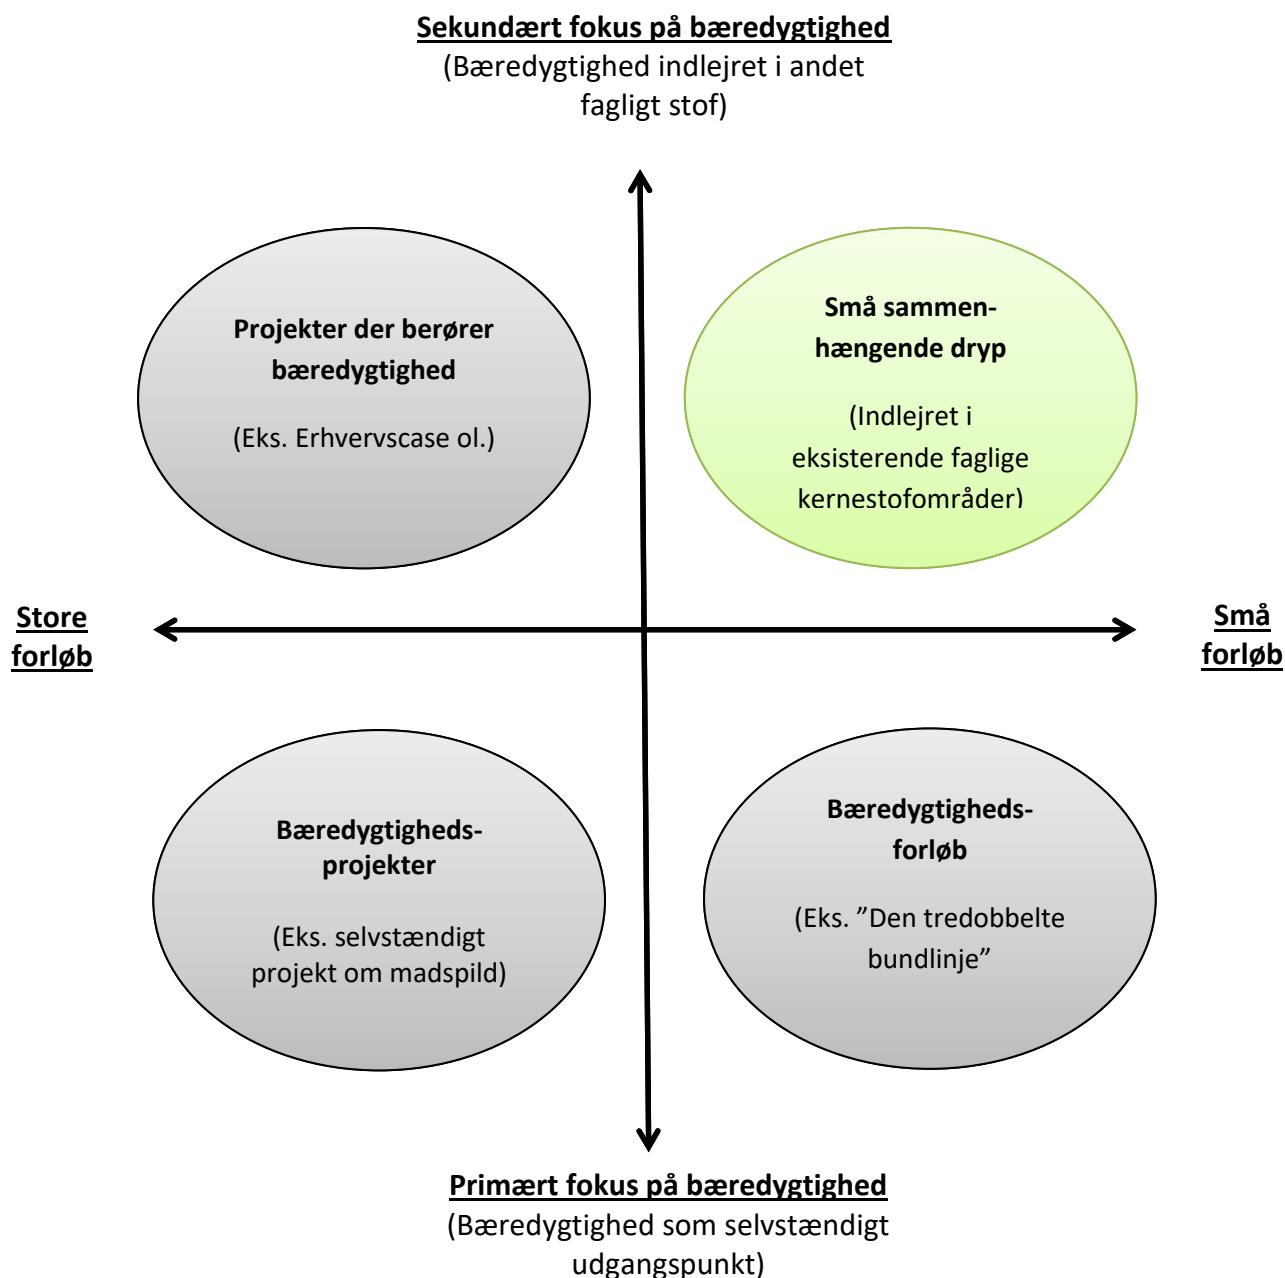 Sekundært fokus på bæredygtighed
(Bæredygtighed indlejret i andet
fagligt stof)
Projekter der berører
bæredygtighed
(Eks. Erhvervscase ol.)
Små sammen-
hængende dryp
(Indlejret i
eksisterende faglige
kernestofområder)
Store
forløb
Små
forløb
Bæredygtigheds-
projekter
(Eks. selvstændigt
projekt om madspild)
Bæredygtigheds-
forløb
(Eks. ”Den tredobbelte
bundlinje”
Primært fokus på bæredygtighed
(Bæredygtighed som selvstændigt
udgangspunkt)